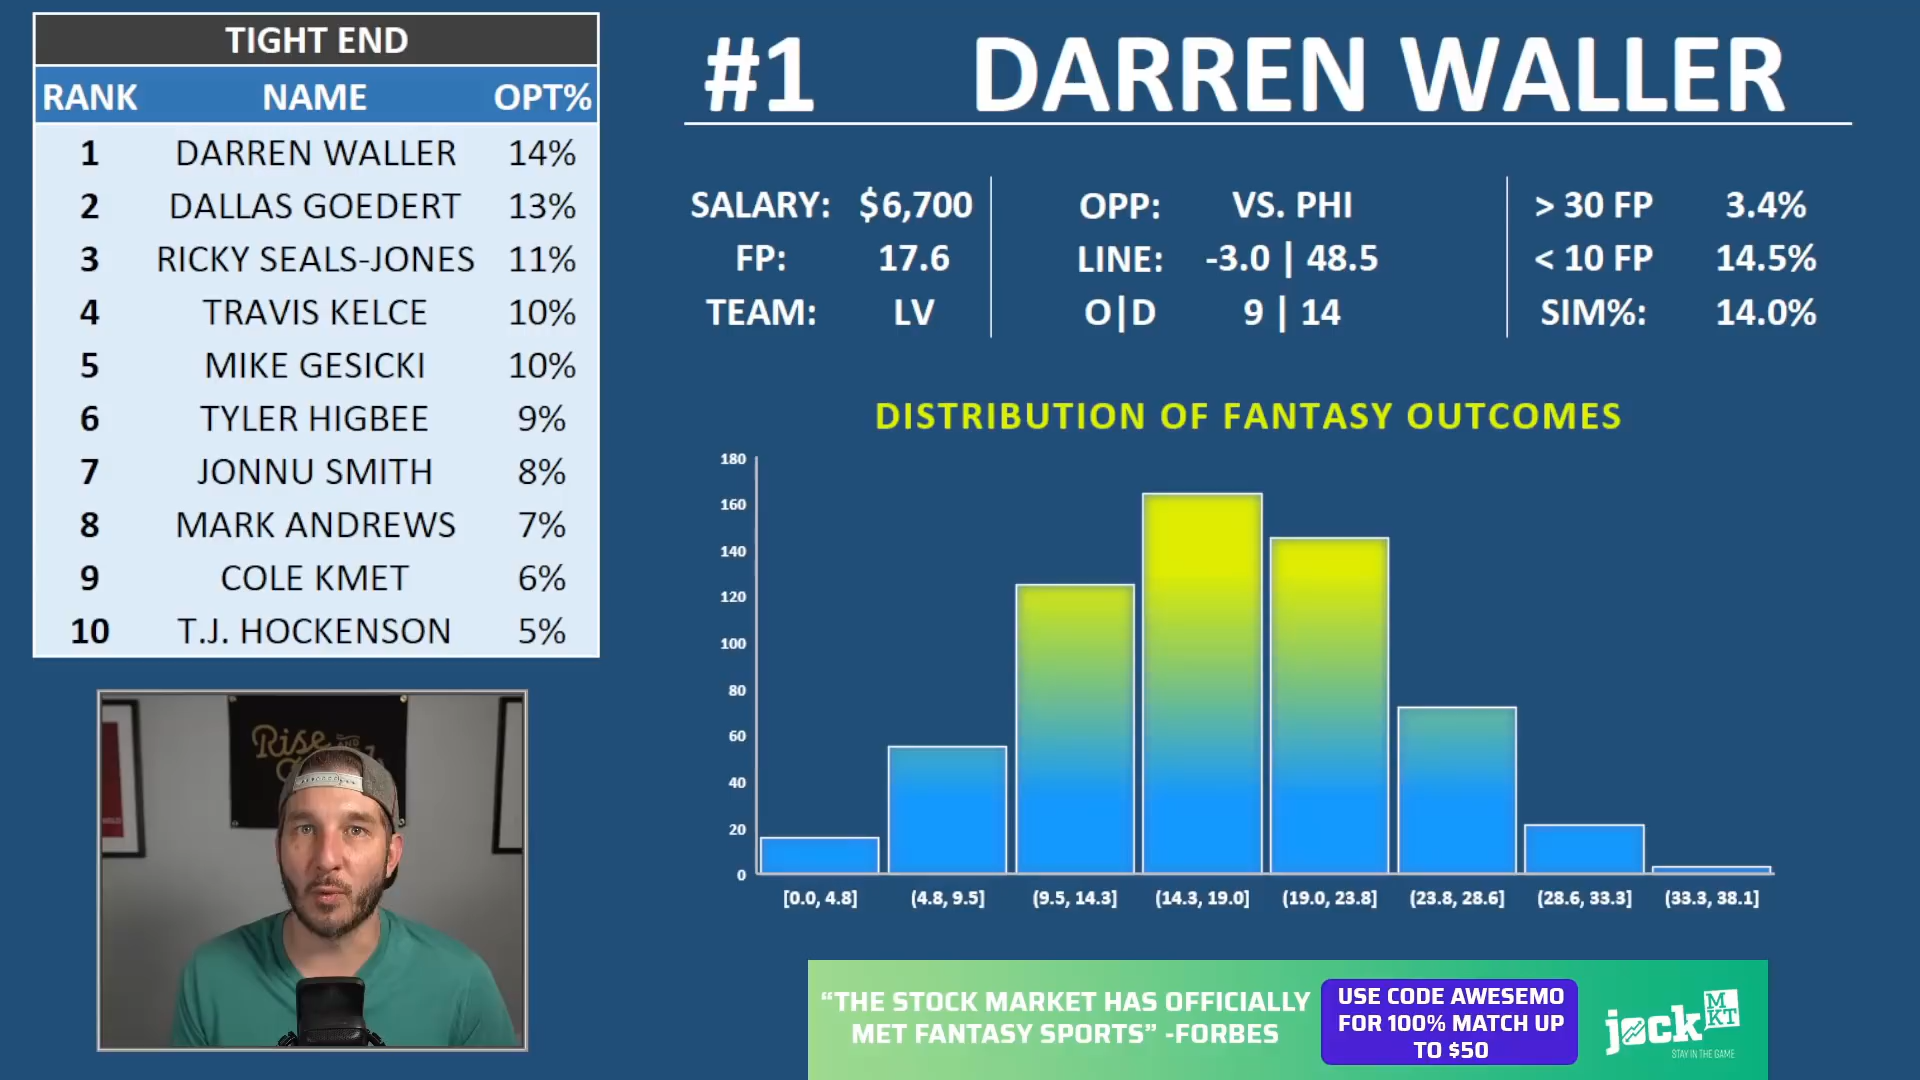 TIGHT END
RANK NAME OPT%
1 DARREN WALLER 14%
2 DALLAS GOEDERT 13%
3 RICKY SEALS-JONES 11%
4 TRAVIS KELCE 10%
5 MIKE GESICKI 10%
6 TYLER HIGBEE 9%
7 JONNU SMITH 8%
8 MARK ANDREWS 7%
9 COLE KMET 6%
10 T.J. HOCKENSON 5%
Rise AND
#1 DARREN WALLER
SALARY: $6,700 OPP: VS. PHI > 30 FP 3.4%
FP: 17.6 LINE: -3.0 | 48.5 < 10 FP 14.5%
TEAM: LV O|D 9 | 14 SIM%: 14.0%
DISTRIBUTION OF FANTASY OUTCOMES
180
160
140
120
100
80
60
40
20
0
[0.0, 4.8] (4.8, 9.5] (9.5, 14.3] (14.3, 19.0] (19.0, 23.8] (23.8, 28.6] (28.6, 33.3] (33.3, 38.1]
“THE STOCK MARKET HAS OFFICIALLY
MET FANTASY SPORTS” -FORBES
USE CODE AWESEMO
FOR 100% MATCH UP
TO $50
jock MKT
STAY IN THE GAME